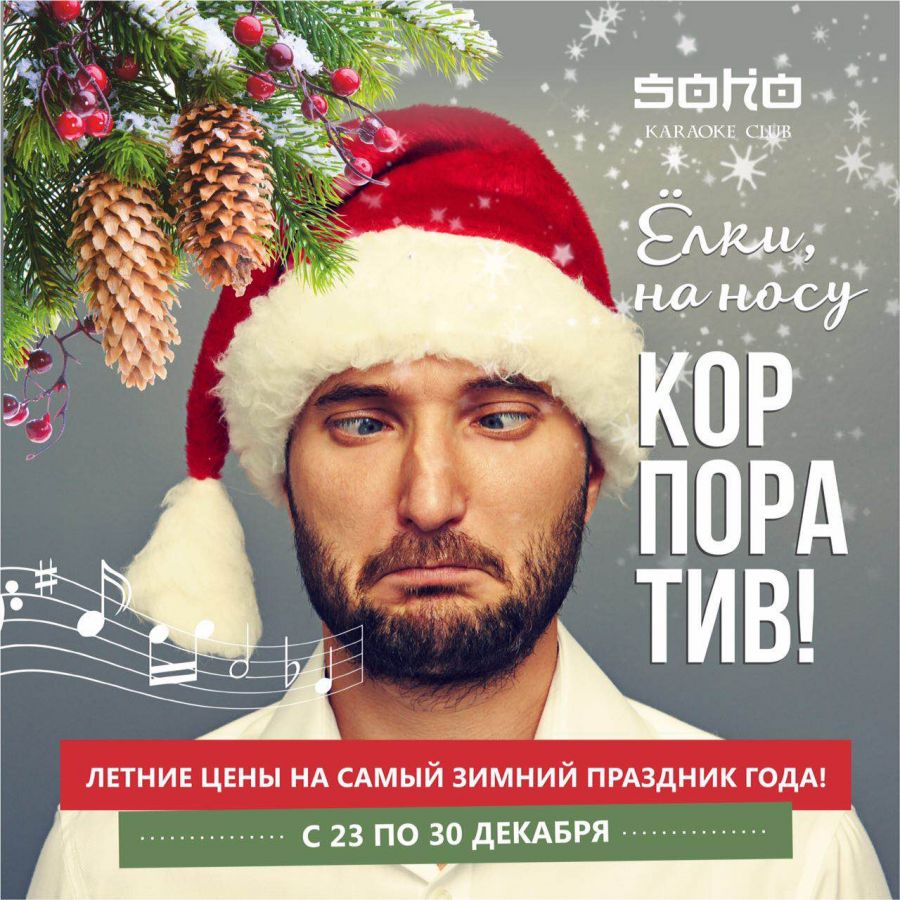 SOHO
KARAOKE CLUB
Ёлки,
на носу
КОР
ПОРА
ТИВ!
ЛЕТНИЕ ЦЕНЫ НА САМЫЙ ЗИМНИЙ ПРАЗДНИК ГОДА!
С 23 ПО 30 ДЕКАБРЯ